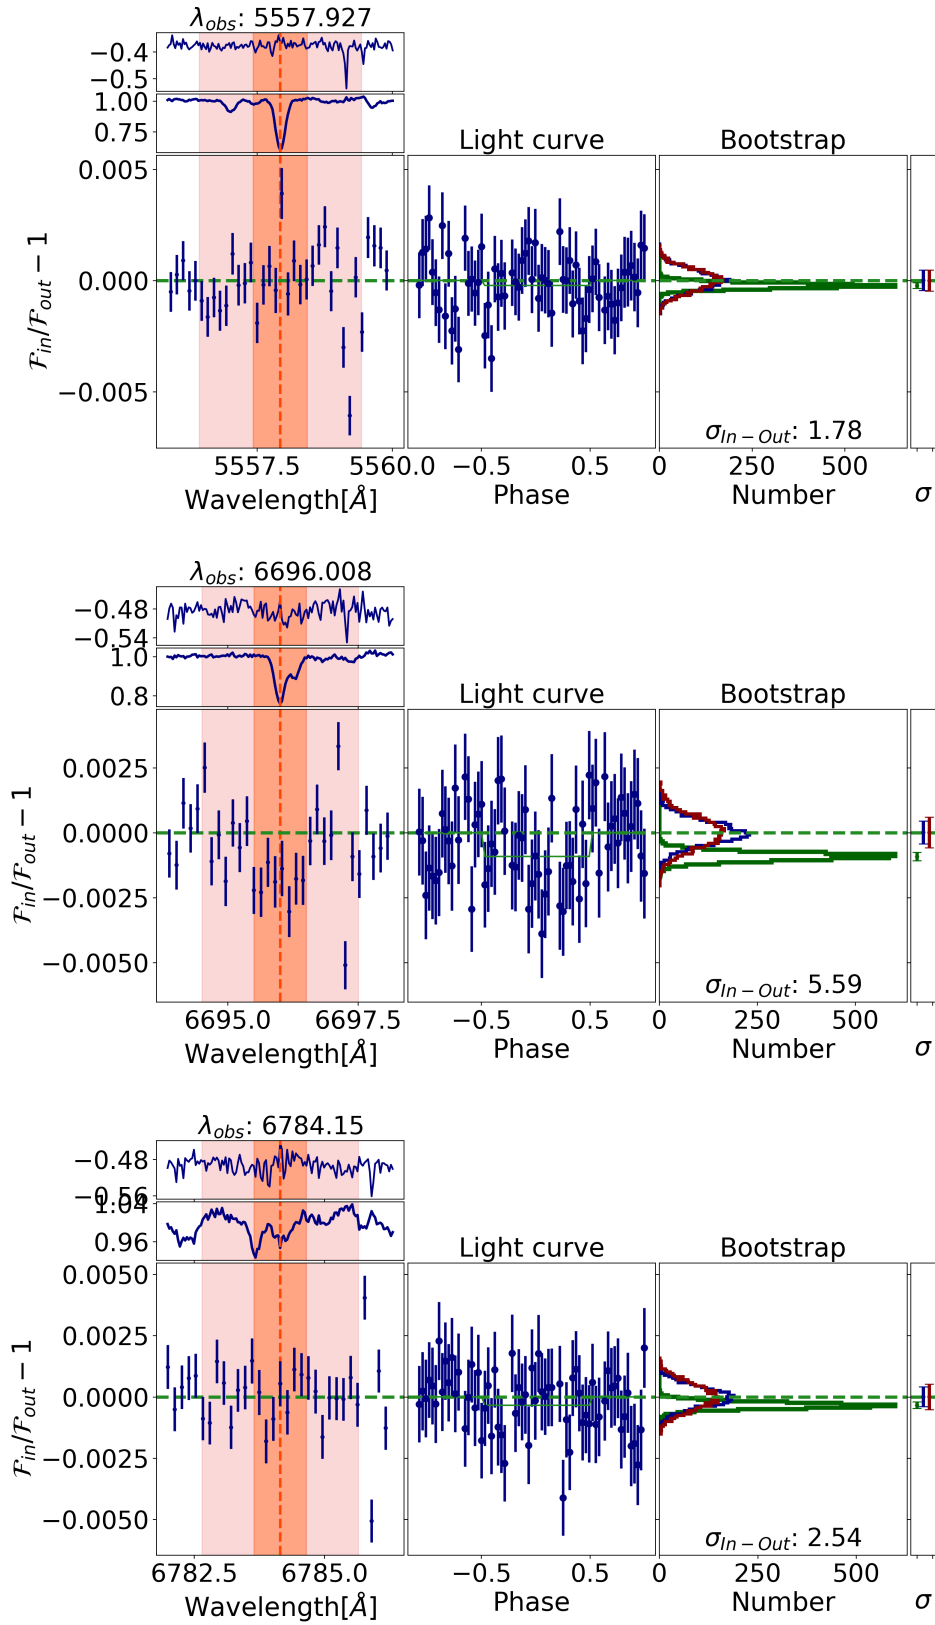 λobs: 5557.927
−0.4
−0.5
1.00
0.75
Light curve
Bootstrap
0.005
0.000
−0.005
ℱin/ℱout − 1
σIn−Out: 1.78
5557.5
5560.0
−0.5
0.5
0
250
500
Wavelength[Å]
Phase
Number
σ
λobs: 6696.008
−0.48
−0.54
1.0
0.8
Light curve
Bootstrap
0.0025
0.0000
−0.0025
−0.0050
ℱin/ℱout − 1
σIn−Out: 5.59
6695.0
6697.5
−0.5
0.5
0
250
500
Wavelength[Å]
Phase
Number
σ
λobs: 6784.15
−0.48
−0.56
1.04
0.96
Light curve
Bootstrap
0.0050
0.0025
0.0000
−0.0025
−0.0050
ℱin/ℱout − 1
σIn−Out: 2.54
6782.5
6785.0
−0.5
0.5
0
250
500
Wavelength[Å]
Phase
Number
σ